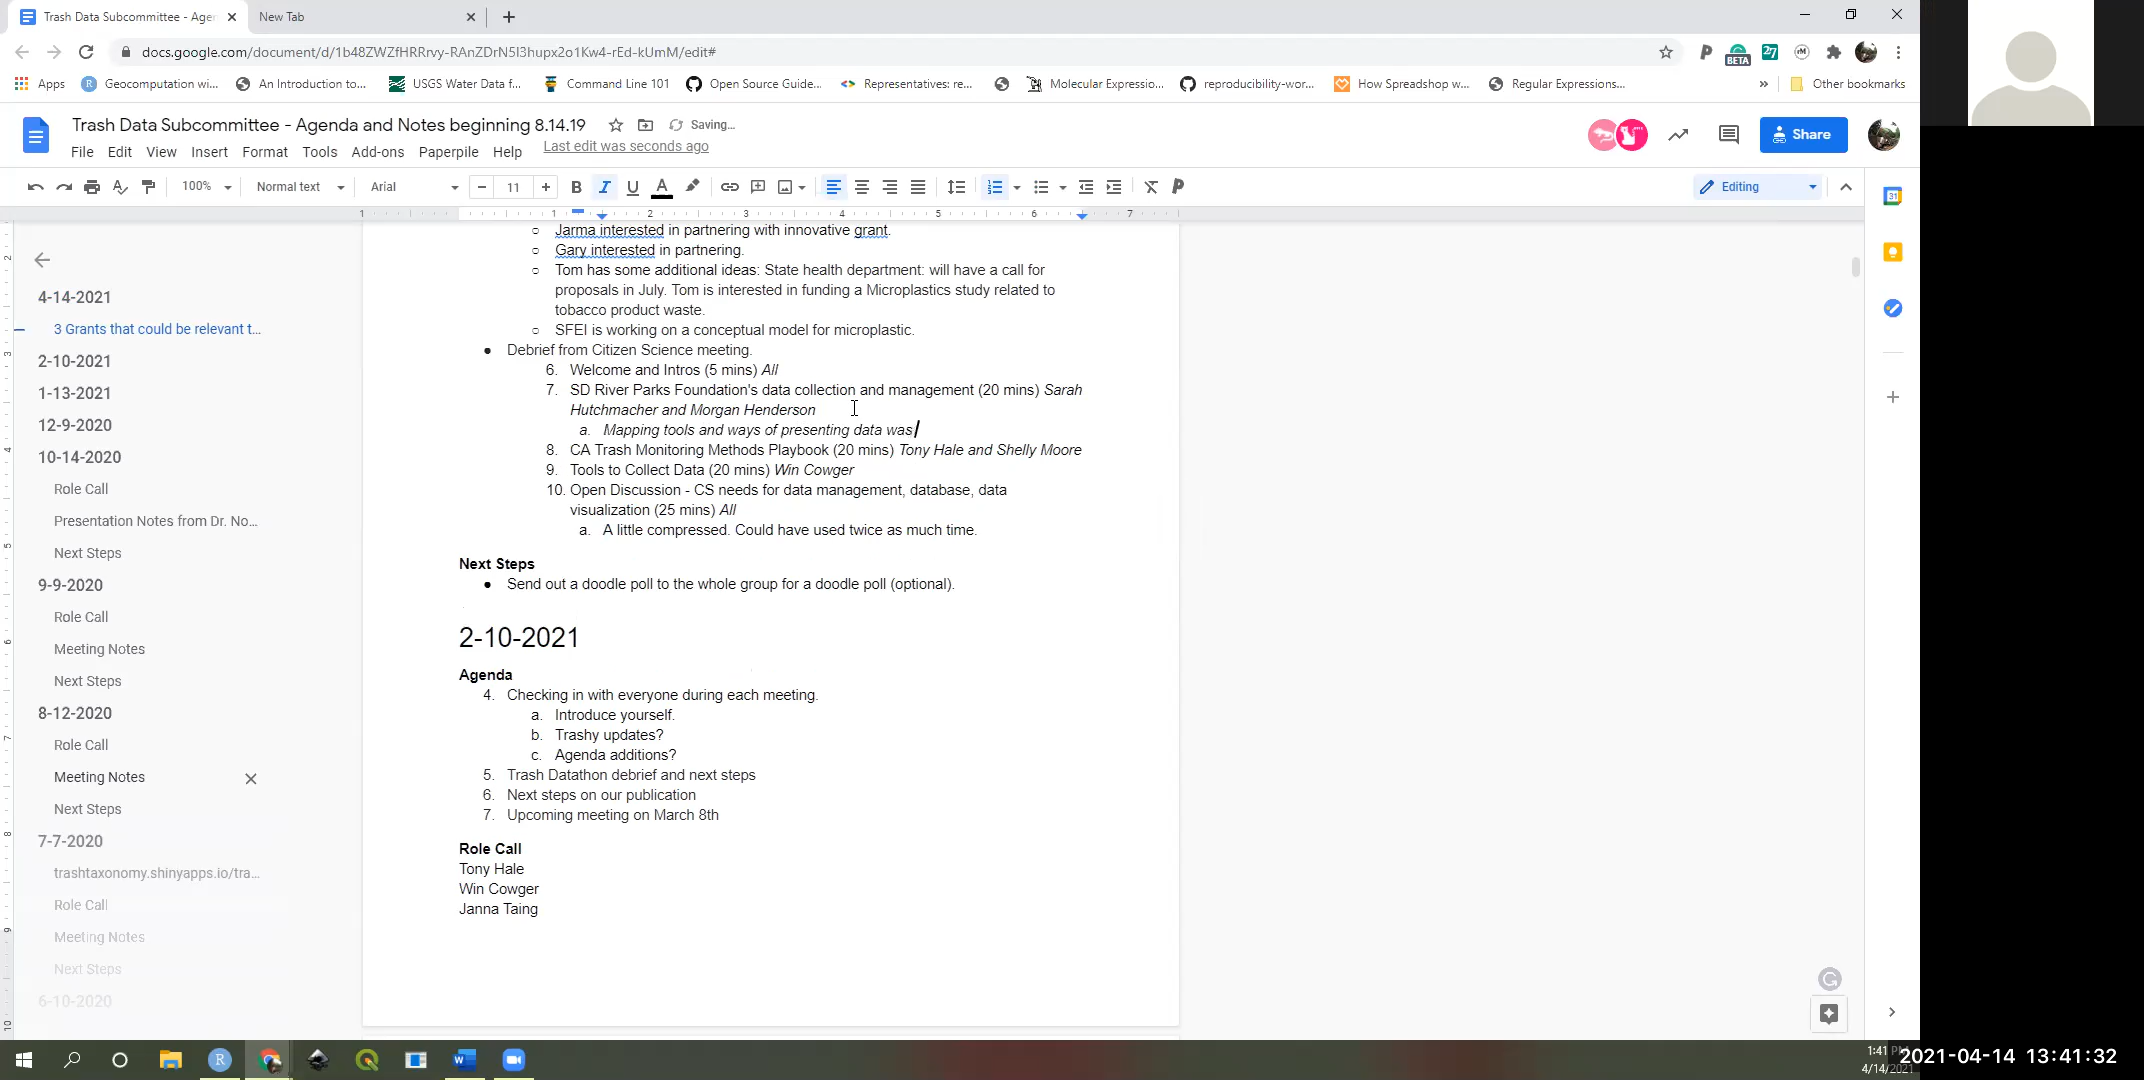 Trash Data Subcommittee - Agen
New Tab
docs.google.com/document/d/1b48ZWZfHRRrvy-RAnZDrN5I3hupx2o1Kw4-rEd-kUmM/edit#
BETA
Apps
Geocomputation wi...
An Introduction to...
USGS Water Data f...
Command Line 101
Open Source Guide...
Representatives: re...
Molecular Expressio...
reproducibility-wor...
How Spreadshop w...
Regular Expressions...
Other bookmarks
Trash Data Subcommittee - Agenda and Notes beginning 8.14.19
Saving...
File Edit View Insert Format Tools Add-ons Paperpile Help
Last edit was seconds ago
Share
100% Normal text Arial 11
Editing
1 1 2 3 4 5 6 7
4-14-2021
3 Grants that could be relevant t...
2-10-2021
1-13-2021
12-9-2020
10-14-2020
Role Call
Presentation Notes from Dr. No...
Next Steps
9-9-2020
Role Call
Meeting Notes
Next Steps
8-12-2020
Role Call
Meeting Notes
Next Steps
7-7-2020
trashtaxonomy.shinyapps.io/tra...
Role Call
Meeting Notes
Next Steps
6-10-2020
Jarma interested in partnering with innovative grant.
Gary interested in partnering.
Tom has some additional ideas: State health department: will have a call for
proposals in July. Tom is interested in funding a Microplastics study related to
tobacco product waste.
SFEI is working on a conceptual model for microplastic.
Debrief from Citizen Science meeting.
6. Welcome and Intros (5 mins) All
7. SD River Parks Foundation's data collection and management (20 mins) Sarah
Hutchmacher and Morgan Henderson
a. Mapping tools and ways of presenting data was
8. CA Trash Monitoring Methods Playbook (20 mins) Tony Hale and Shelly Moore
9. Tools to Collect Data (20 mins) Win Cowger
10. Open Discussion - CS needs for data management, database, data
visualization (25 mins) All
a. A little compressed. Could have used twice as much time.
Next Steps
Send out a doodle poll to the whole group for a doodle poll (optional).
2-10-2021
Agenda
4. Checking in with everyone during each meeting.
a. Introduce yourself.
b. Trashy updates?
c. Agenda additions?
5. Trash Datathon debrief and next steps
6. Next steps on our publication
7. Upcoming meeting on March 8th
Role Call
Tony Hale
Win Cowger
Janna Taing
1:41 PM
4/14/2021
2021-04-14 13:41:32